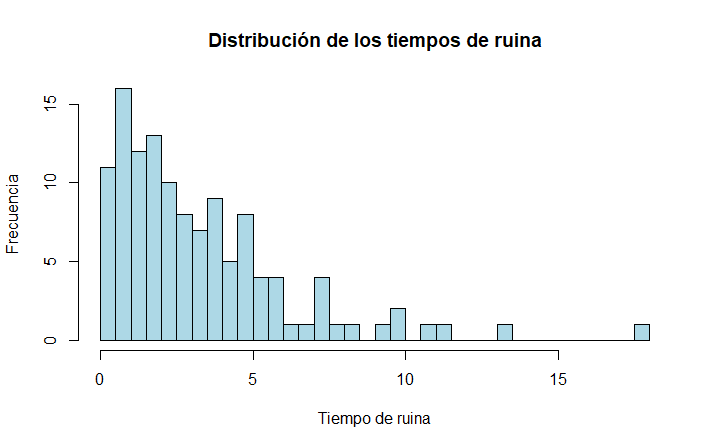 Distribución de los tiempos de ruina
Frecuencia
15
10
5
0
0 5 10 15
Tiempo de ruina